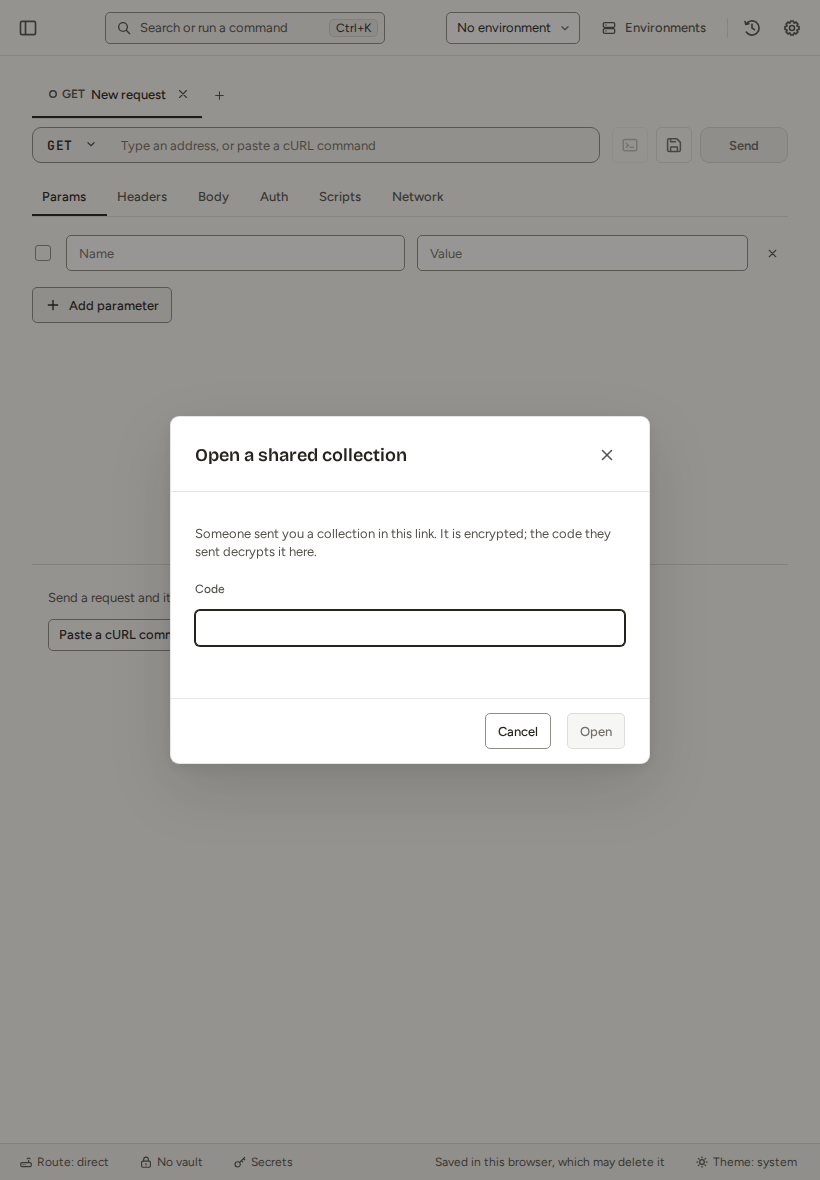 Search or run a command Ctrl+K No environment Environments
GET New request
GET Type an address, or paste a cURL command Send
Params Headers Body Auth Scripts Network
Name Value
Add parameter
Open a shared collection
Someone sent you a collection in this link. It is encrypted; the code they
sent decrypts it here.
Code
Send a request and it
Paste a cURL comm
Cancel Open
Route: direct No vault Secrets Saved in this browser, which may delete it Theme: system